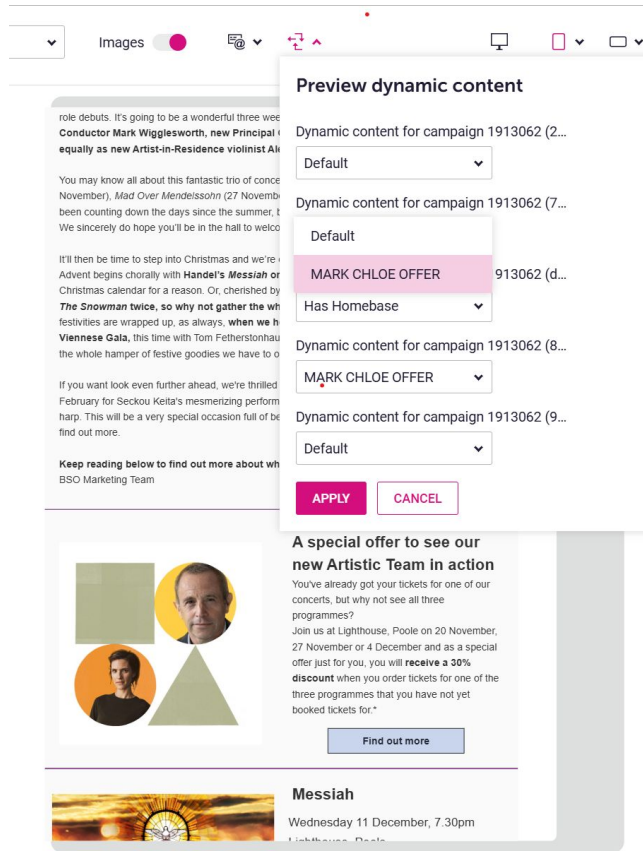 Images
Preview dynamic content
Dynamic content for campaign 1913062 (2...
Default
Dynamic content for campaign 1913062 (7...
Default
MARK CHLOE OFFER
913062 (d...
Has Homebase
Dynamic content for campaign 1913062 (8...
MARK CHLOE OFFER
Dynamic content for campaign 1913062 (9...
Default
APPLY
CANCEL
role debuts. It's going to be a wonderful three wee
Conductor Mark Wigglesworth, new Principal
equally as new Artist-in-Residence violinist Al
You may know all about this fantastic trio of conce
November), Mad Over Mendelssohn (27 Novemb
been counting down the days since the summer, b
We sincerely do hope you'll be in the hall to welco
It'll then be time to step into Christmas and we're
Advent begins chorally with Handel's Messiah or
Christmas calendar for a reason. Or, cherished by
The Snowman twice, so why not gather the wh
festivities are wrapped up, as always, when we h
Viennese Gala, this time with Tom Fetherstonhau
the whole hamper of festive goodies we have to o
If you want look even further ahead, we're thrilled
February for Seckou Keita's mesmerizing perform
harp. This will be a very special occasion full of be
find out more.
Keep reading below to find out more about wh
BSO Marketing Team
A special offer to see our
new Artistic Team in action
You've already got your tickets for one of our
concerts, but why not see all three
programmes?
Join us at Lighthouse, Poole on 20 November,
27 November or 4 December and as a special
offer just for you, you will receive a 30%
discount when you order tickets for one of the
three programmes that you have not yet
booked tickets for.*
Find out more
Messiah
Wednesday 11 December, 7.30pm
Lighthouse, Poole